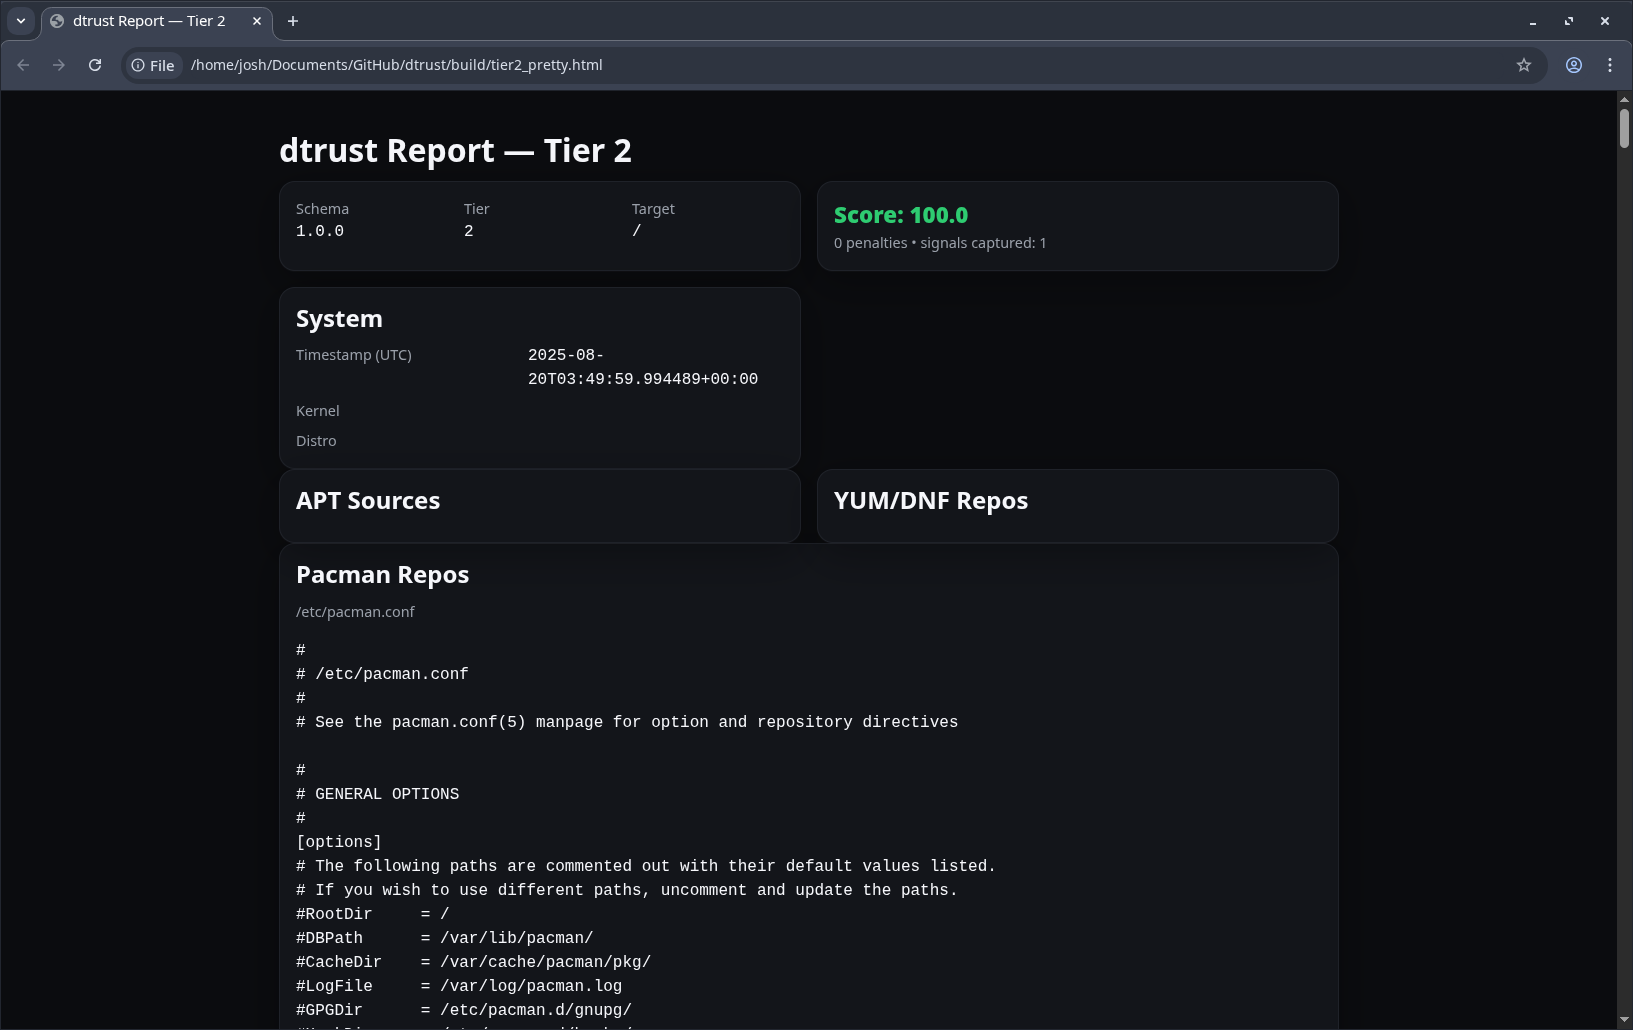 dtrust Report — Tier 2
File
/home/josh/Documents/GitHub/dtrust/build/tier2_pretty.html
dtrust Report — Tier 2
Schema
1.0.0
Tier
2
Target
/
Score: 100.0
0 penalties • signals captured: 1
System
Timestamp (UTC)
2025-08-
20T03:49:59.994489+00:00
Kernel
Distro
APT Sources
YUM/DNF Repos
Pacman Repos
/etc/pacman.conf
#
# /etc/pacman.conf
#
# See the pacman.conf(5) manpage for option and repository directives
#
# GENERAL OPTIONS
#
[options]
# The following paths are commented out with their default values listed.
# If you wish to use different paths, uncomment and update the paths.
#RootDir     = /
#DBPath      = /var/lib/pacman/
#CacheDir    = /var/cache/pacman/pkg/
#LogFile     = /var/log/pacman.log
#GPGDir      = /etc/pacman.d/gnupg/